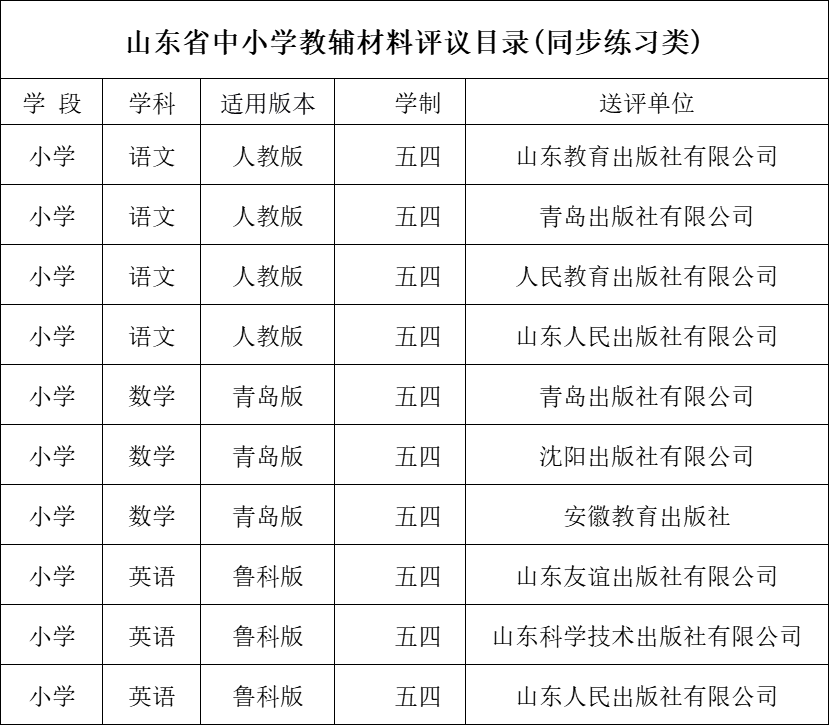 山东省中小学教辅材料评议目录(同步练习类)
学 段 学科 适用版本 学制 送评单位
小学 语文 人教版 五四 山东教育出版社有限公司
小学 语文 人教版 五四 青岛出版社有限公司
小学 语文 人教版 五四 人民教育出版社有限公司
小学 语文 人教版 五四 山东人民出版社有限公司
小学 数学 青岛版 五四 青岛出版社有限公司
小学 数学 青岛版 五四 沈阳出版社有限公司
小学 数学 青岛版 五四 安徽教育出版社
小学 英语 鲁科版 五四 山东友谊出版社有限公司
小学 英语 鲁科版 五四 山东科学技术出版社有限公司
小学 英语 鲁科版 五四 山东人民出版社有限公司